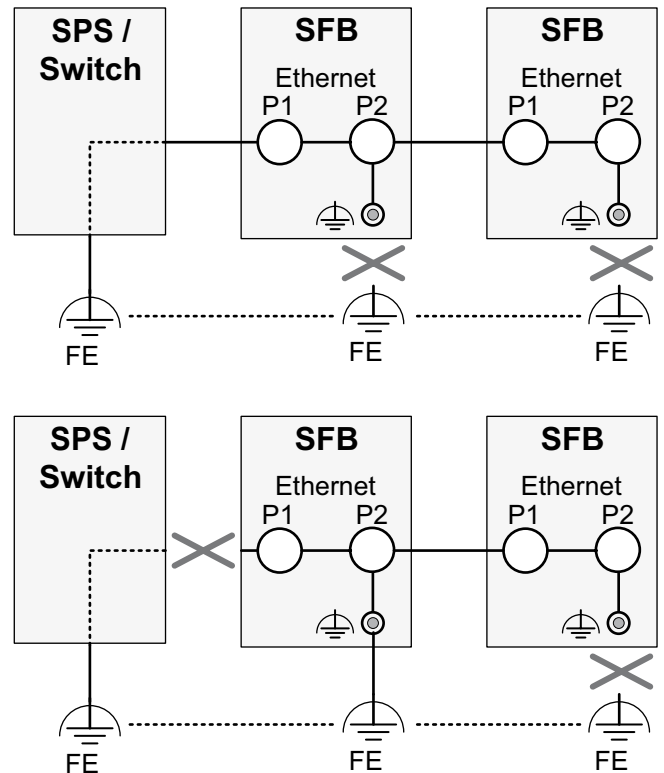 SPS /
Switch
SFB
Ethernet
P1 P2
SFB
Ethernet
P1 P2
FE
FE
FE
SPS /
Switch
SFB
Ethernet
P1 P2
SFB
Ethernet
P1 P2
FE
FE
FE